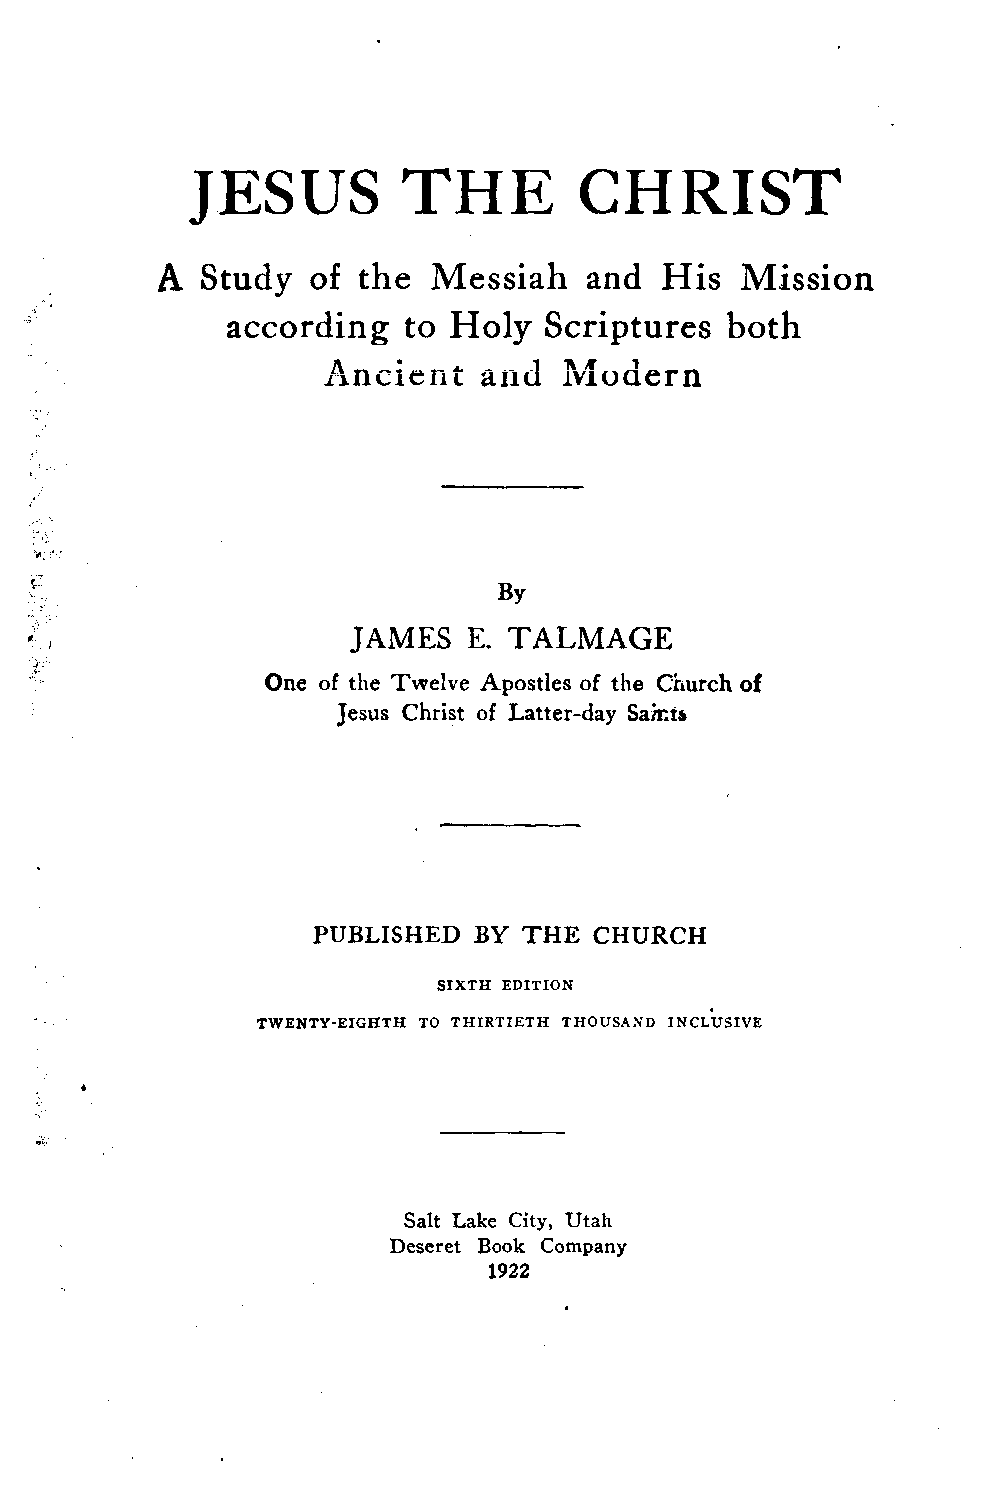 JESUS THE CHRIST
A Study of the Messiah and His Mission
according to Holy Scriptures both
Ancient and Modern
By
JAMES E. TALMAGE
One of the Twelve Apostles of the Church of
Jesus Christ of Latter-day Saints
PUBLISHED BY THE CHURCH
SIXTH EDITION
TWENTY-EIGHTH TO THIRTIETH THOUSAND INCLUSIVE
Salt Lake City, Utah
Deseret Book Company
1922